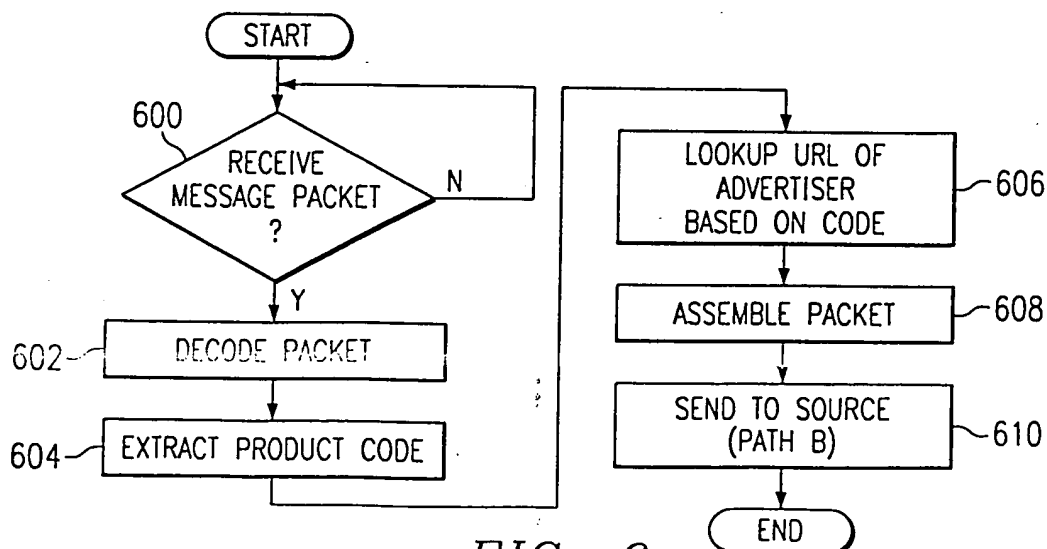 START
600
RECEIVE
MESSAGE PACKET
?
N
Y
602
DECODE PACKET
604
EXTRACT PRODUCT CODE
LOOKUP URL OF
ADVERTISER
BASED ON CODE
606
ASSEMBLE PACKET
608
SEND TO SOURCE
(PATH B)
610
END